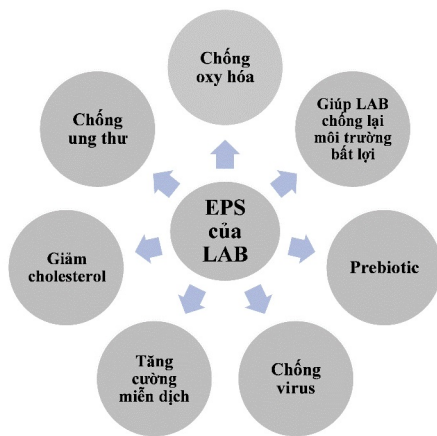 Chống
oxy hóa
Giúp LAB
chống lại
môi trường
bất lợi
Prebiotic
Chống
virus
Tăng
cường
miễn dịch
Giảm
cholesterol
Chống
ung thư
EPS
của
LAB